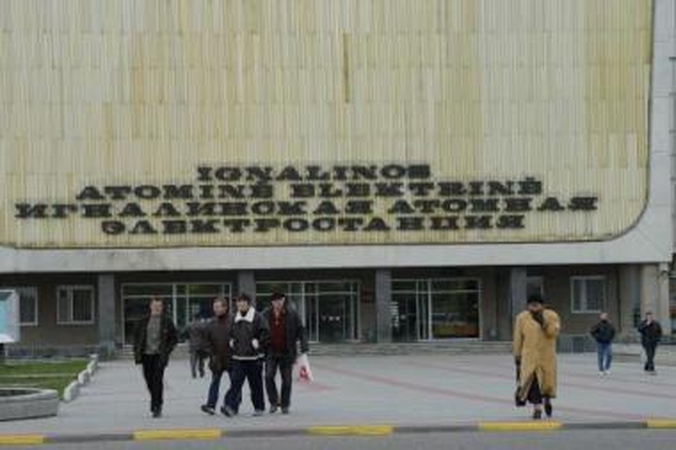 IGNALINOS
ATOMINĖ ELEKTRINĖ
ИГНАЛИНСКАЯ АТОМНАЯ
ЭЛЕКТРОСТАНЦИЯ